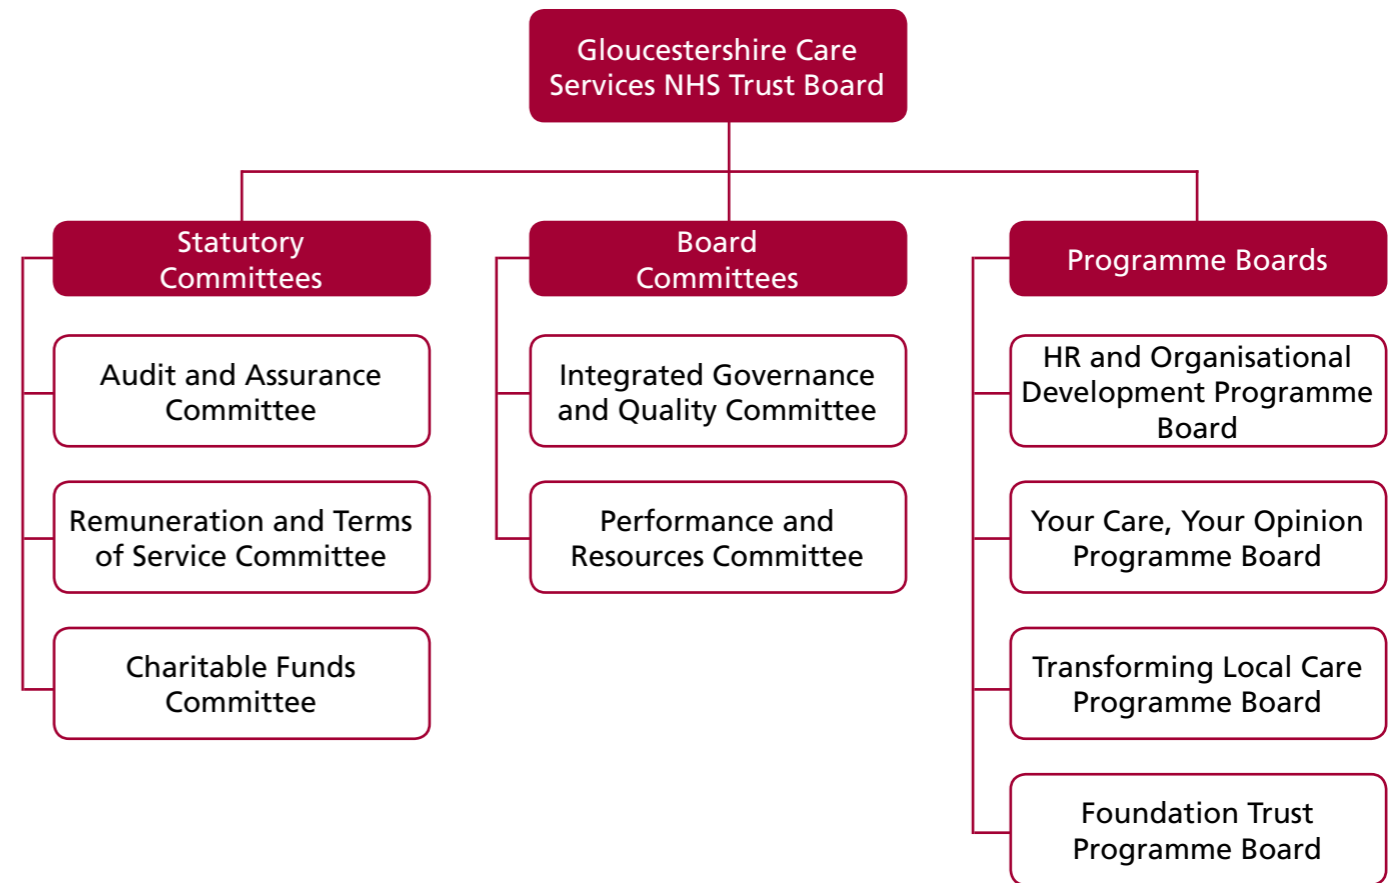 Gloucestershire Care
Services NHS Trust Board
Statutory
Committees
Audit and Assurance
Committee
Remuneration and Terms
of Service Committee
Charitable Funds
Committee
Board
Committees
Integrated Governance
and Quality Committee
Performance and
Resources Committee
Programme Boards
HR and Organisational
Development Programme
Board
Your Care, Your Opinion
Programme Board
Transforming Local Care
Programme Board
Foundation Trust
Programme Board